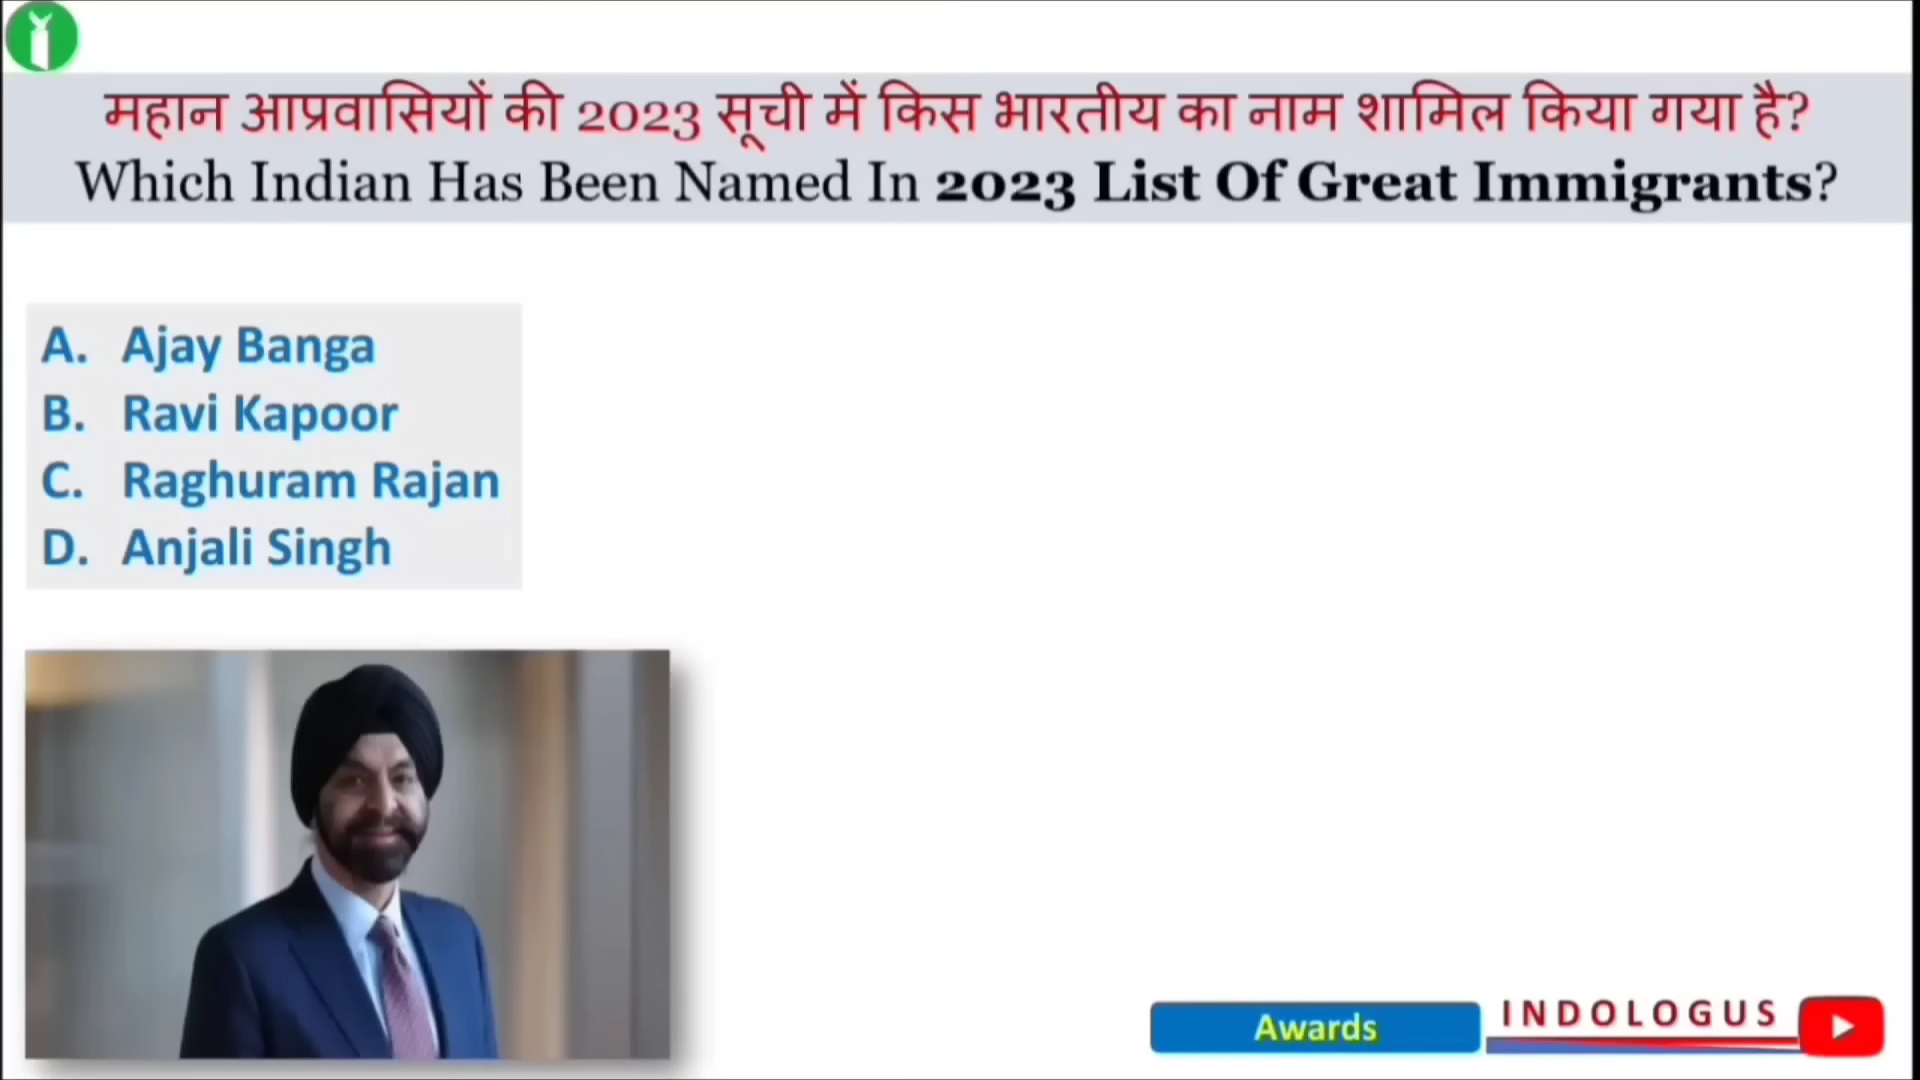 महान आप्रवासियों की 2023 सूची में किस भारतीय का नाम शामिल किया गया है?
Which Indian Has Been Named In 2023 List Of Great Immigrants?
A. Ajay Banga
B. Ravi Kapoor
C. Raghuram Rajan
D. Anjali Singh
Awards
INDOLOGUS